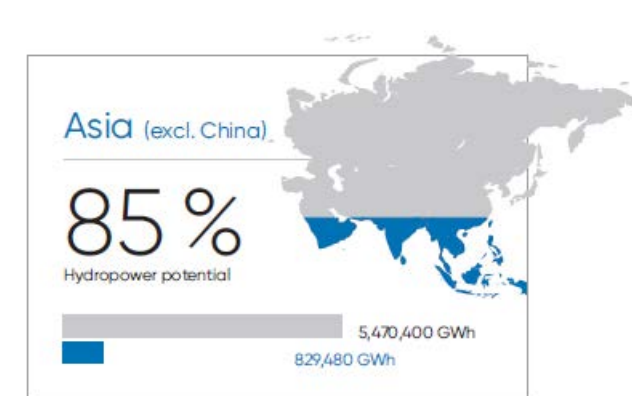 Asia (excl. China)
85 %
Hydropower potential
5,470,400 GWh
829,480 GWh